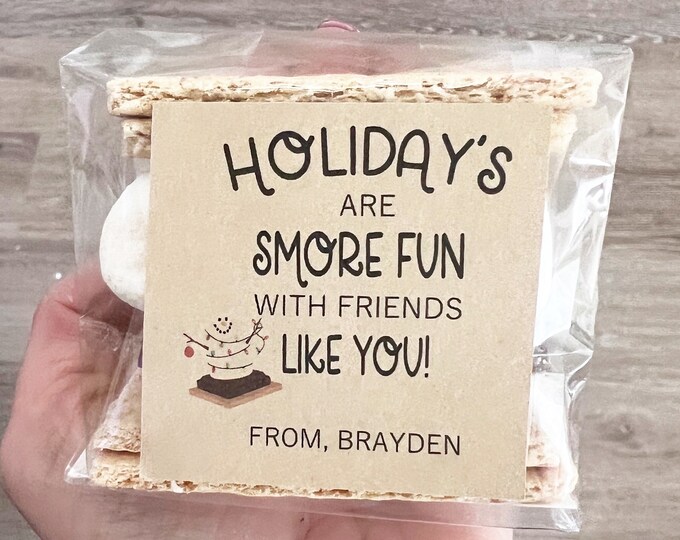 HOLIDAY'S
ARE
SMORE FUN
WITH FRIENDS
LIKE YOU!
FROM, BRAYDEN